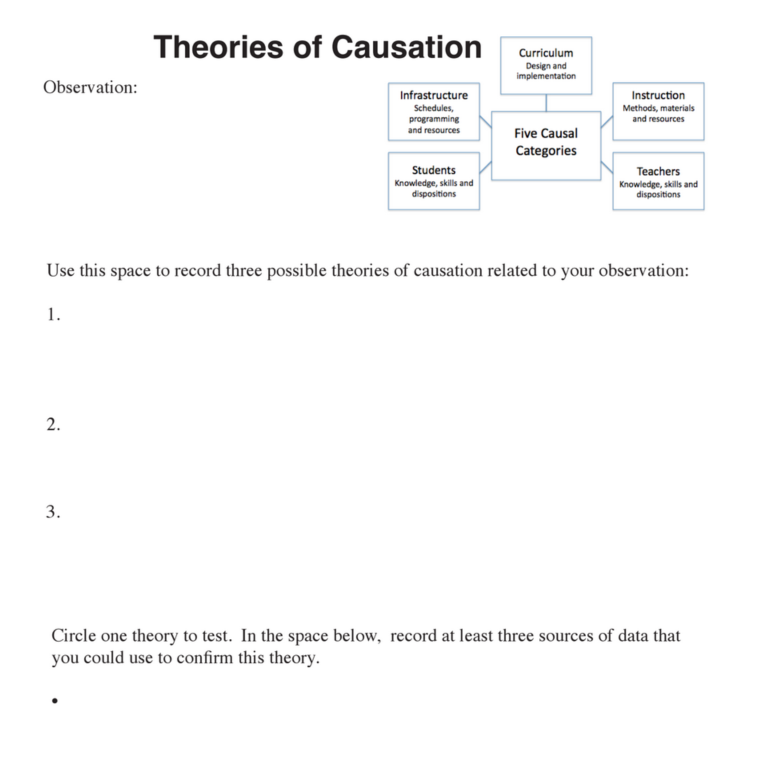 Theories of Causation
Observation:
Curriculum
Design and
implementation
Infrastructure
Schedules,
programming
and resources
Instruction
Methods, materials
and resources
Five Causal
Categories
Students
Knowledge, skills and
dispositions
Teachers
Knowledge, skills and
dispositions
Use this space to record three possible theories of causation related to your observation:
1.
2.
3.
Circle one theory to test.  In the space below,  record at least three sources of data that
you could use to confirm this theory.
•